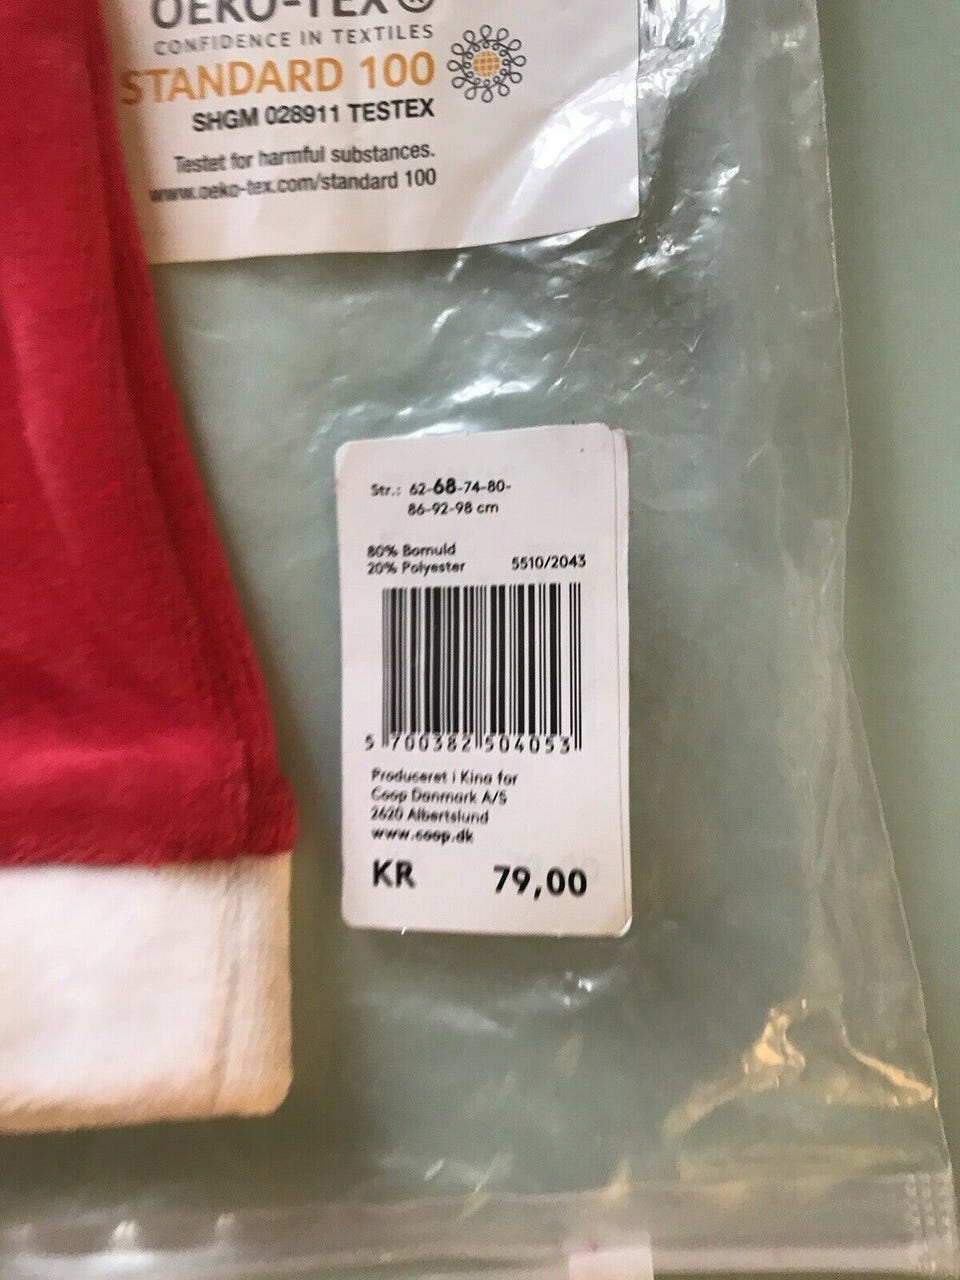 OEKO-TEX®
CONFIDENCE IN TEXTILES
STANDARD 100
SHGM 028911 TESTEX
Testet for harmful substances.
www.oeko-tex.com/standard 100
Str.: 62-68-74-80-
86-92-98 cm
80% Bomuld
20% Polyester 5510/2043
5 700382 504053
Produceret i Kina for
Coop Danmark A/S
2620 Albertslund
www.coop.dk
KR 79,00